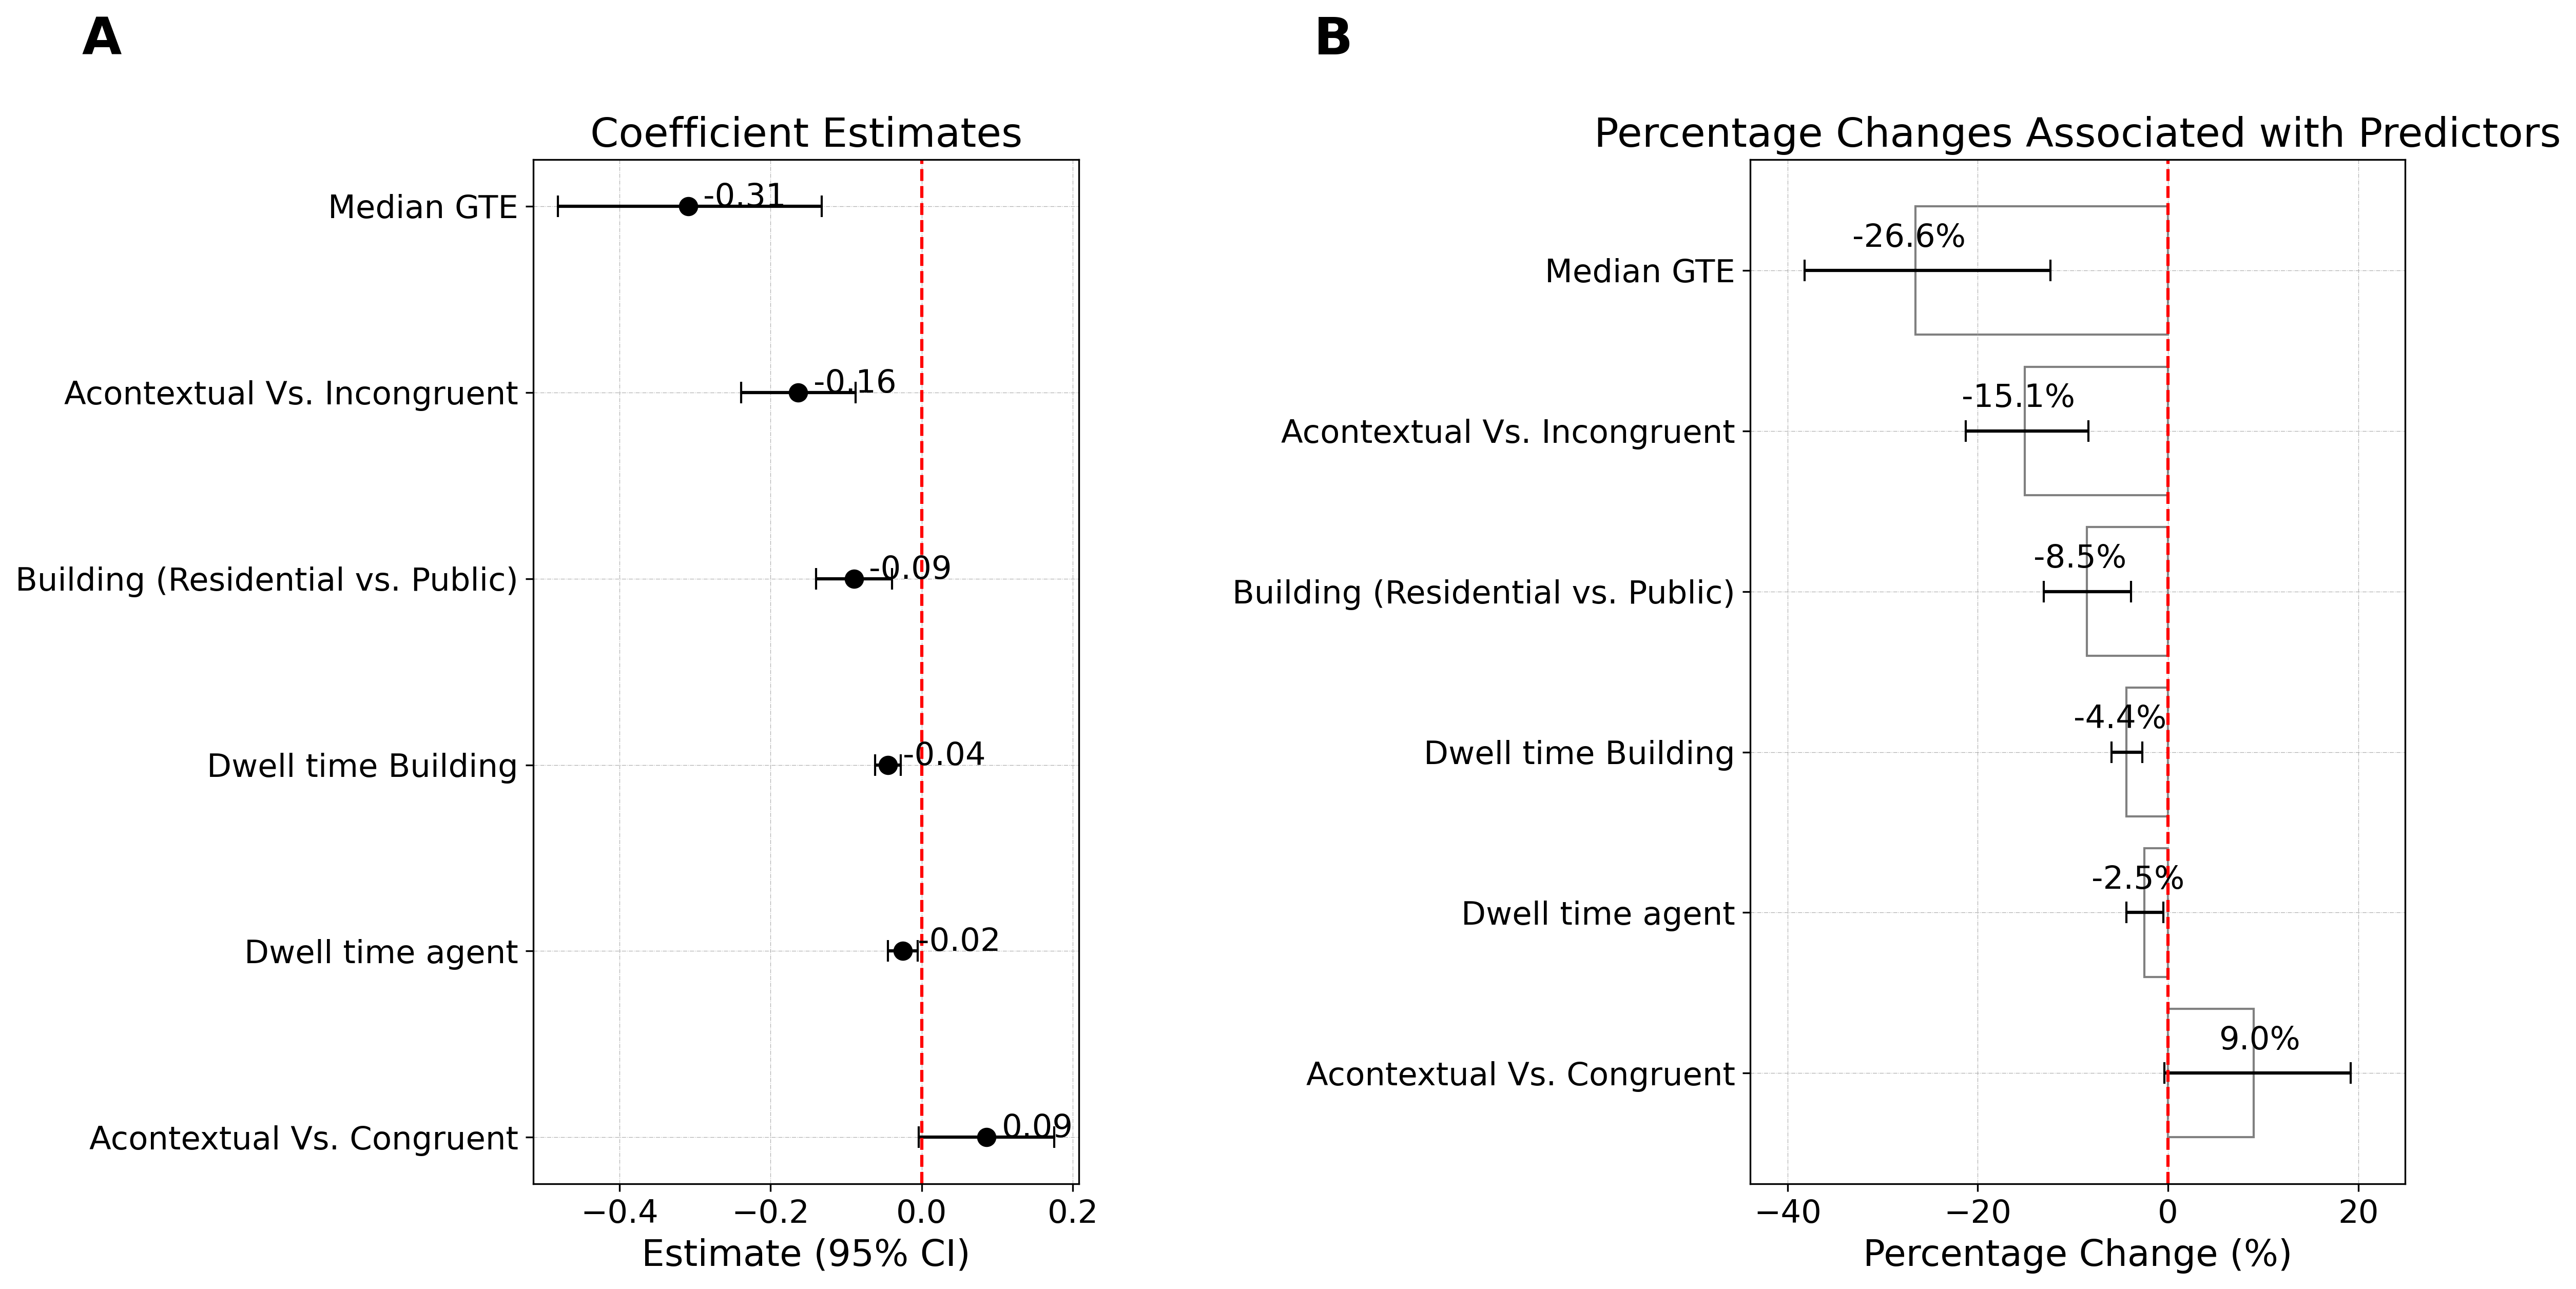 A
Coefficient Estimates
Median GTE
-0.31
Acontextual Vs. Incongruent
-0.16
Building (Residential vs. Public)
-0.09
Dwell time Building
-0.04
Dwell time agent
-0.02
Acontextual Vs. Congruent
0.09
−0.4 −0.2 0.0 0.2
Estimate (95% CI)
B
Percentage Changes Associated with Predictors
-26.6%
Median GTE
-15.1%
Acontextual Vs. Incongruent
-8.5%
Building (Residential vs. Public)
-4.4%
Dwell time Building
-2.5%
Dwell time agent
9.0%
Acontextual Vs. Congruent
−40 −20 0 20
Percentage Change (%)